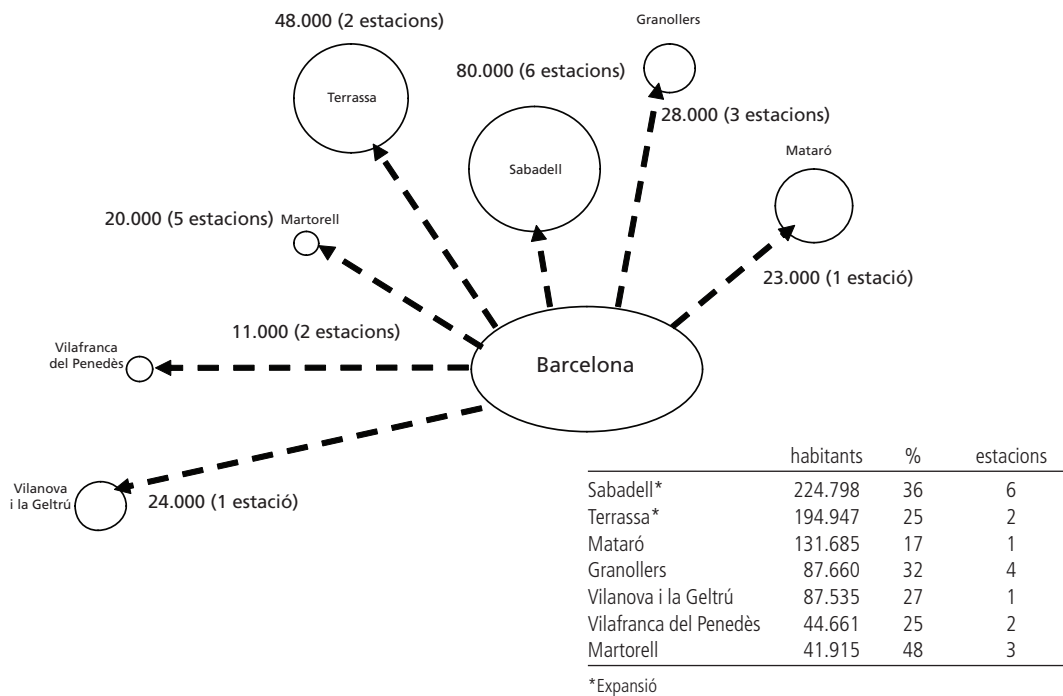 48.000 (2 estacions)
Granollers
80.000 (6 estacions)
Terrassa
28.000 (3 estacions)
Mataró
Sabadell
20.000 (5 estacions)
Martorell
23.000 (1 estació)
11.000 (2 estacions)
Vilafranca
del Penedès
Barcelona
Vilanova
i la Geltrú
24.000 (1 estació)
habitants % estacions
Sabadell* 224.798 36 6
Terrassa* 194.947 25 2
Mataró 131.685 17 1
Granollers 87.660 32 4
Vilanova i la Geltrú 87.535 27 1
Vilafranca del Penedès 44.661 25 2
Martorell 41.915 48 3
*Expansió